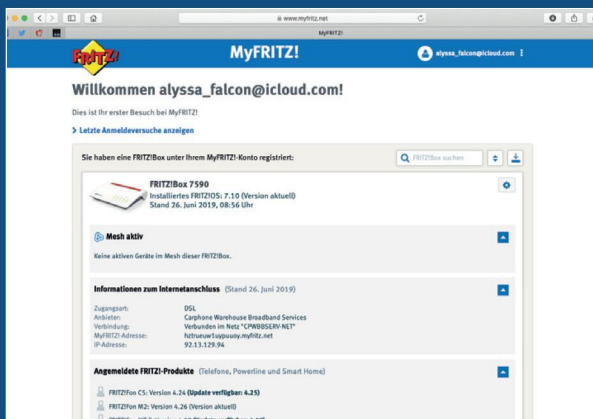 www.myfritz.net
MyFRITZ!
FRITZ! MyFRITZ! alyssa_falcon@icloud.com
Willkommen alyssa_falcon@icloud.com!
Dies ist Ihr erster Besuch bei MyFRITZ!
Letzte Anmeldeversuche anzeigen
Sie haben eine FRITZ!Box unter Ihrem MyFRITZ!-Konto registriert: FRITZ!Box suchen
FRITZ!Box 7590
Installiertes FRITZ!OS: 7.10 (Version aktuell)
Stand 26. Juni 2019, 08:56 Uhr
Mesh aktiv
Keine aktiven Geräte im Mesh dieser FRITZ!Box.
Informationen zum Internetanschluss (Stand 26. Juni 2019)
Zugangsart: DSL
Anbieter: Carphone Warehouse Broadband Services
Verbindung: Verbunden im Netz "CPWBBSERV-NET"
MyFRITZ!-Adresse: hztrueuw1uypuuoy.myfritz.net
IP-Adresse: 92.13.129.94
Angemeldete FRITZ!-Produkte (Telefone, Powerline und Smart Home)
FRITZ!Fon C5: Version 4.24 (Update verfügbar: 4.25)
FRITZ!Fon M2: Version 4.26 (Version aktuell)